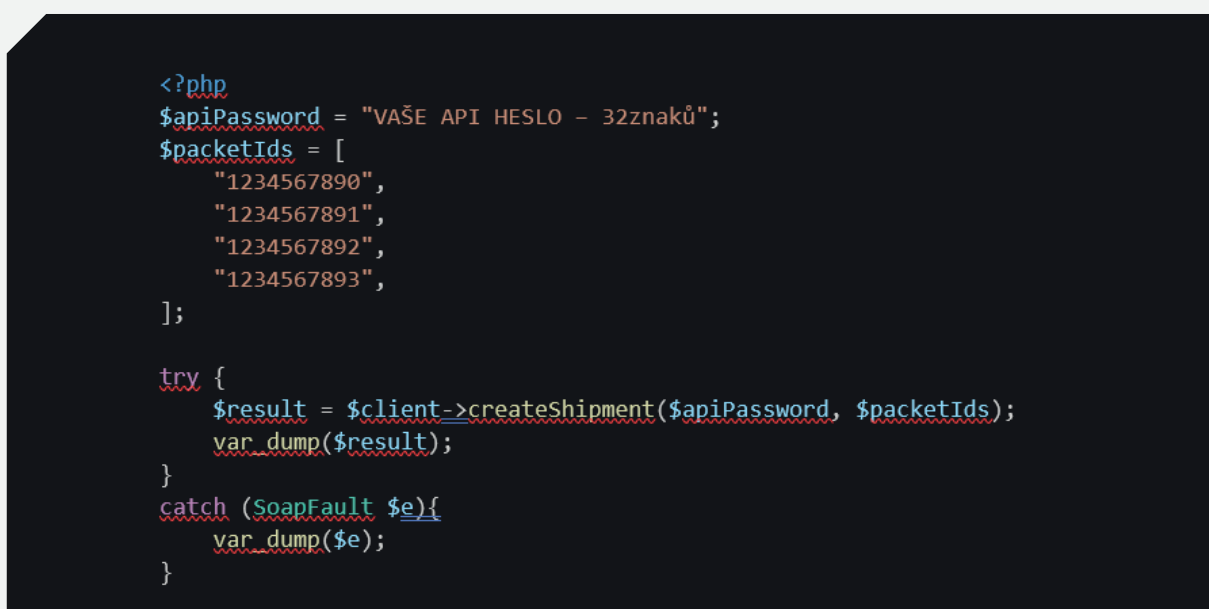 <?php
$apiPassword = "VAŠE API HESLO – 32znaků";
$packetIds = [
"1234567890",
"1234567891",
"1234567892",
"1234567893",
];
try {
$result = $client->createShipment($apiPassword, $packetIds);
var_dump($result);
}
catch (SoapFault $e){
var_dump($e);
}